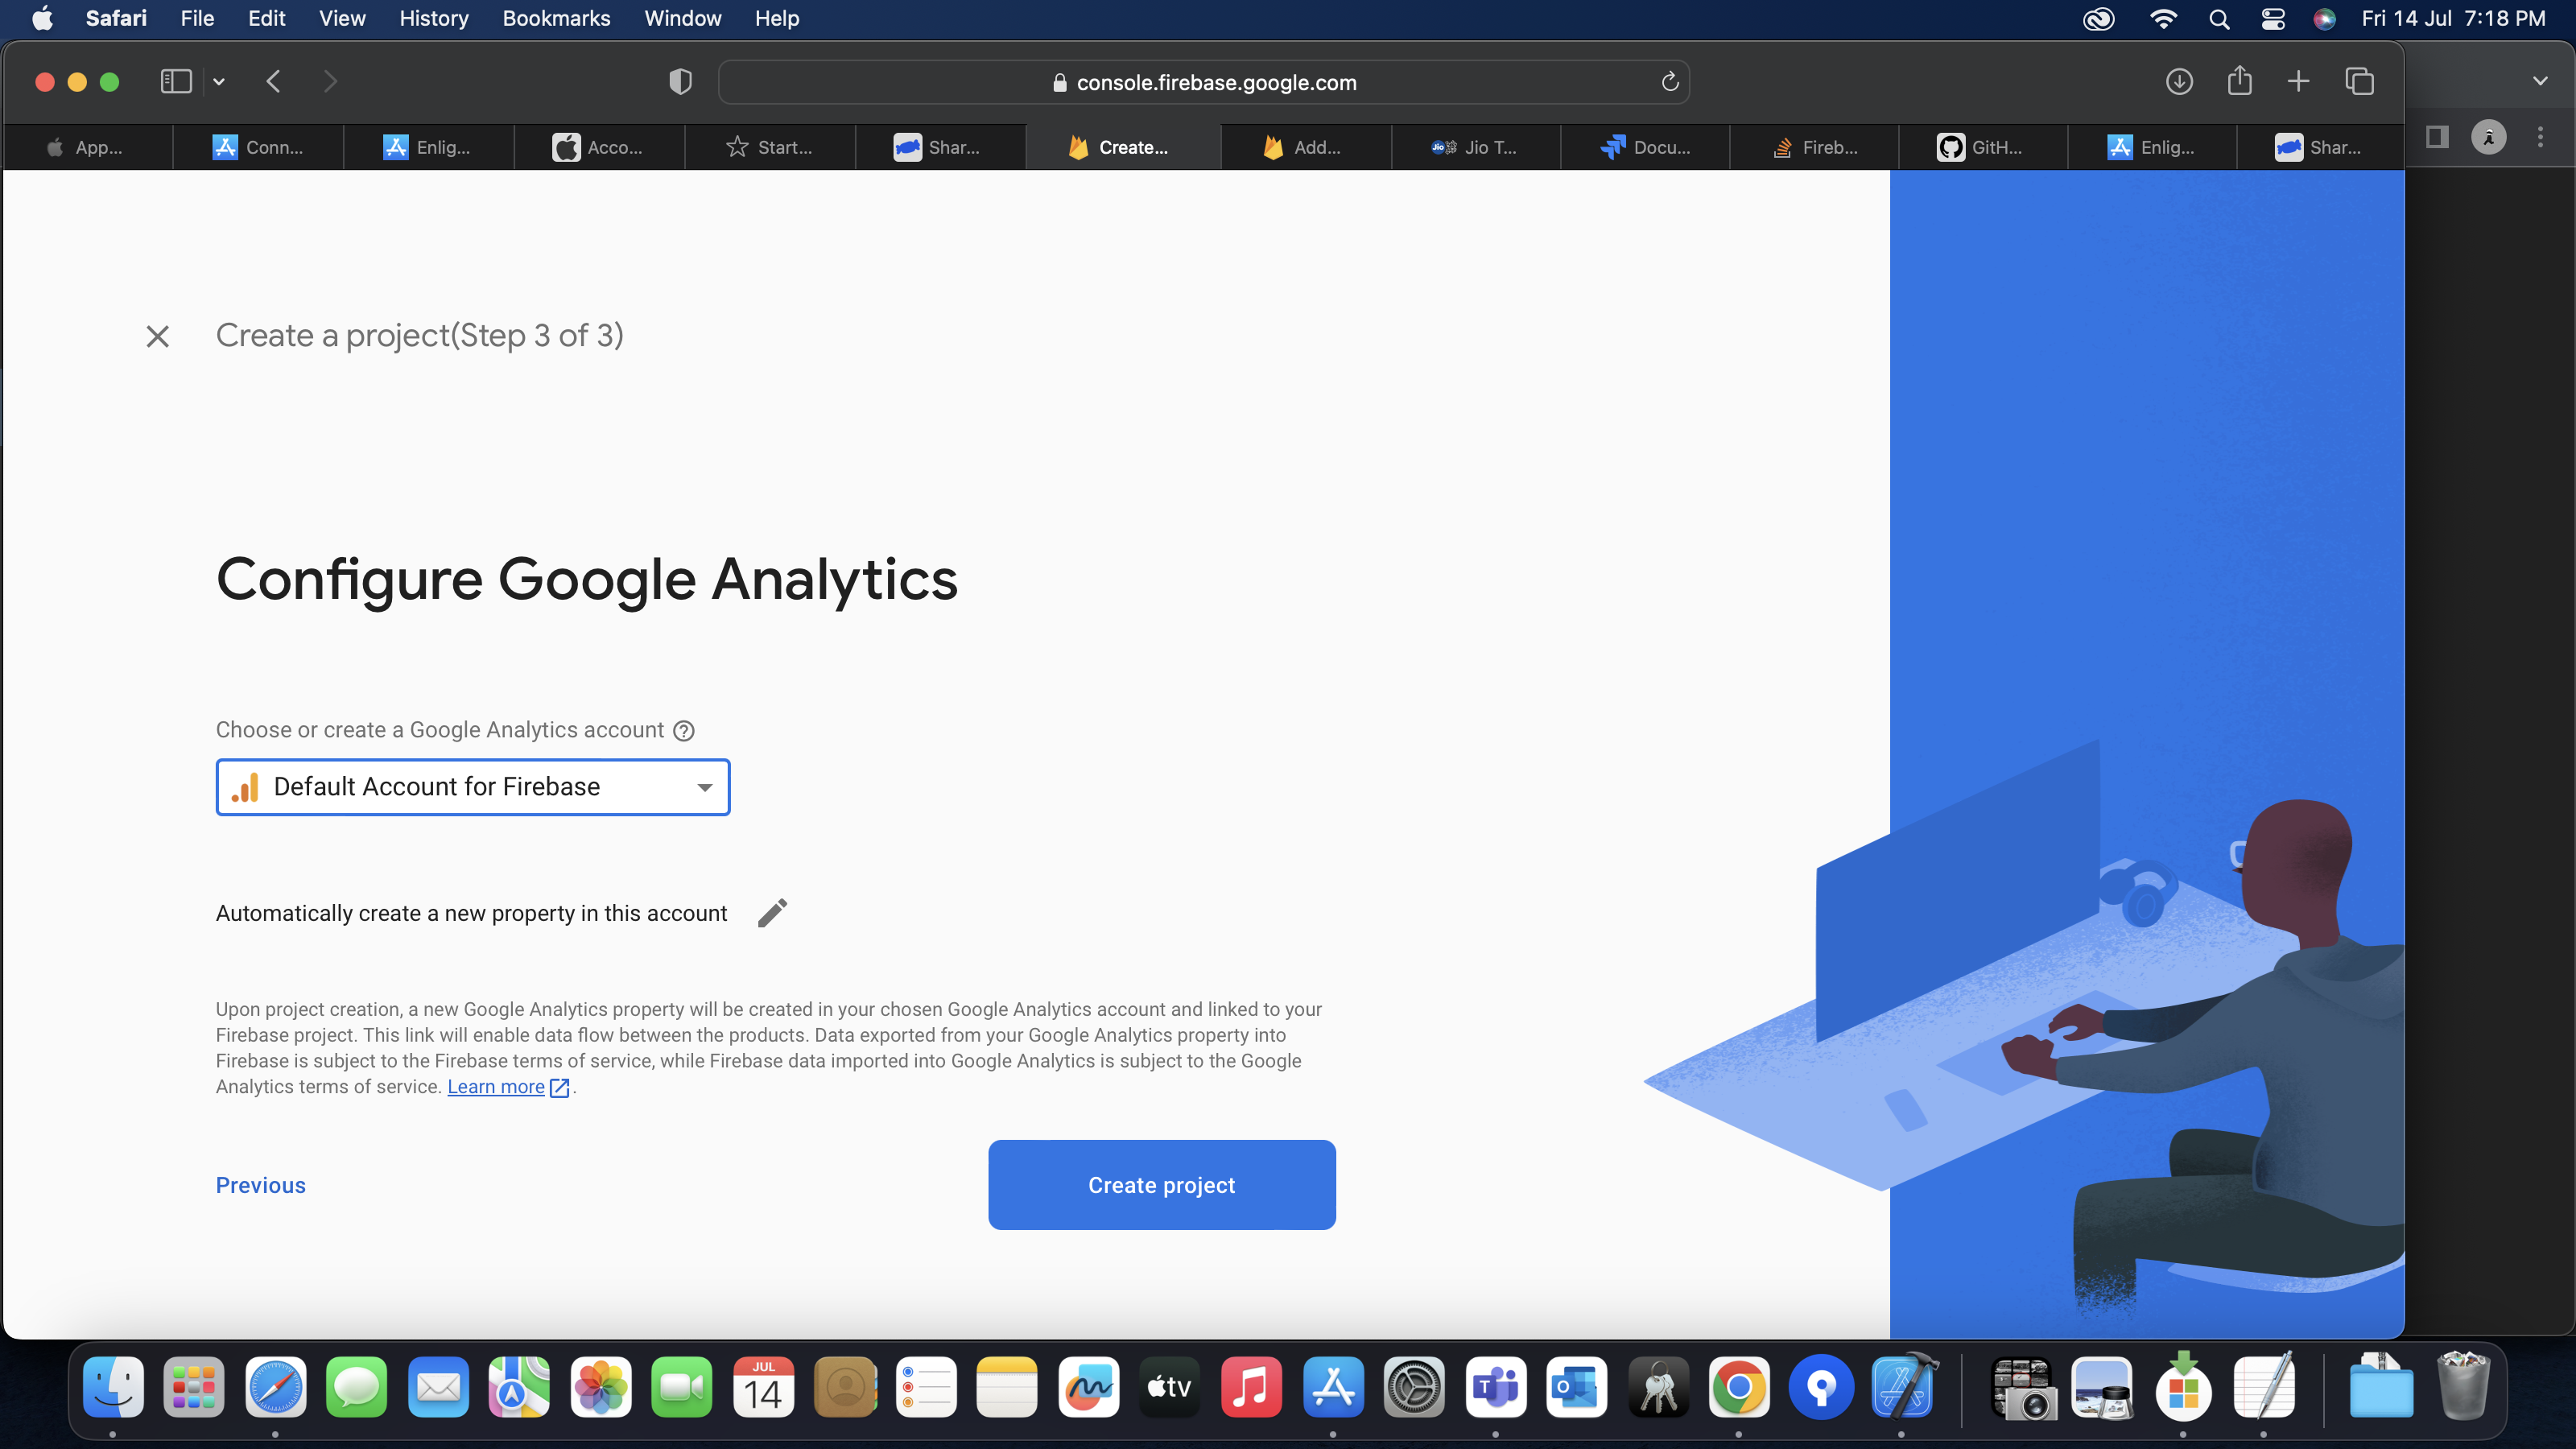 Safari File Edit View History Bookmarks Window Help Fri 14 Jul 7:18 PM
console.firebase.google.com
App... Conn... Enlig... Acco... Start... Shar... Create... Add... Jio T... Docu... Fireb... GitH... Enlig... Shar...
Create a project(Step 3 of 3)
Configure Google Analytics
Choose or create a Google Analytics account
Default Account for Firebase
Automatically create a new property in this account
Upon project creation, a new Google Analytics property will be created in your chosen Google Analytics account and linked to your
Firebase project. This link will enable data flow between the products. Data exported from your Google Analytics property into
Firebase is subject to the Firebase terms of service, while Firebase data imported into Google Analytics is subject to the Google
Analytics terms of service. Learn more.
Previous Create project
JUL
14
tv